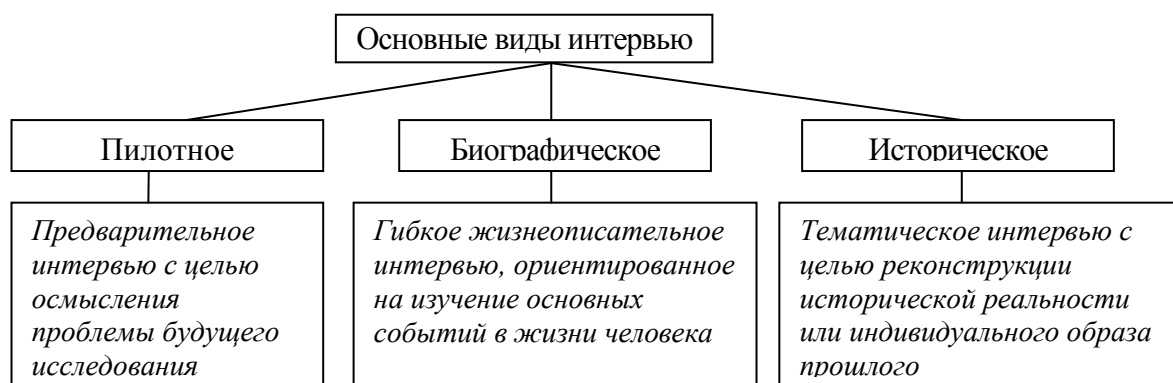 Основные виды интервью
Пилотное
Биографическое
Историческое
Предварительное
интервью с целью
осмысления
проблемы будущего
исследования
Гибкое жизнеописательное
интервью, ориентированное
на изучение основных
событий в жизни человека
Тематическое интервью с
целью реконструкции
исторической реальности
или индивидуального образа
прошлого